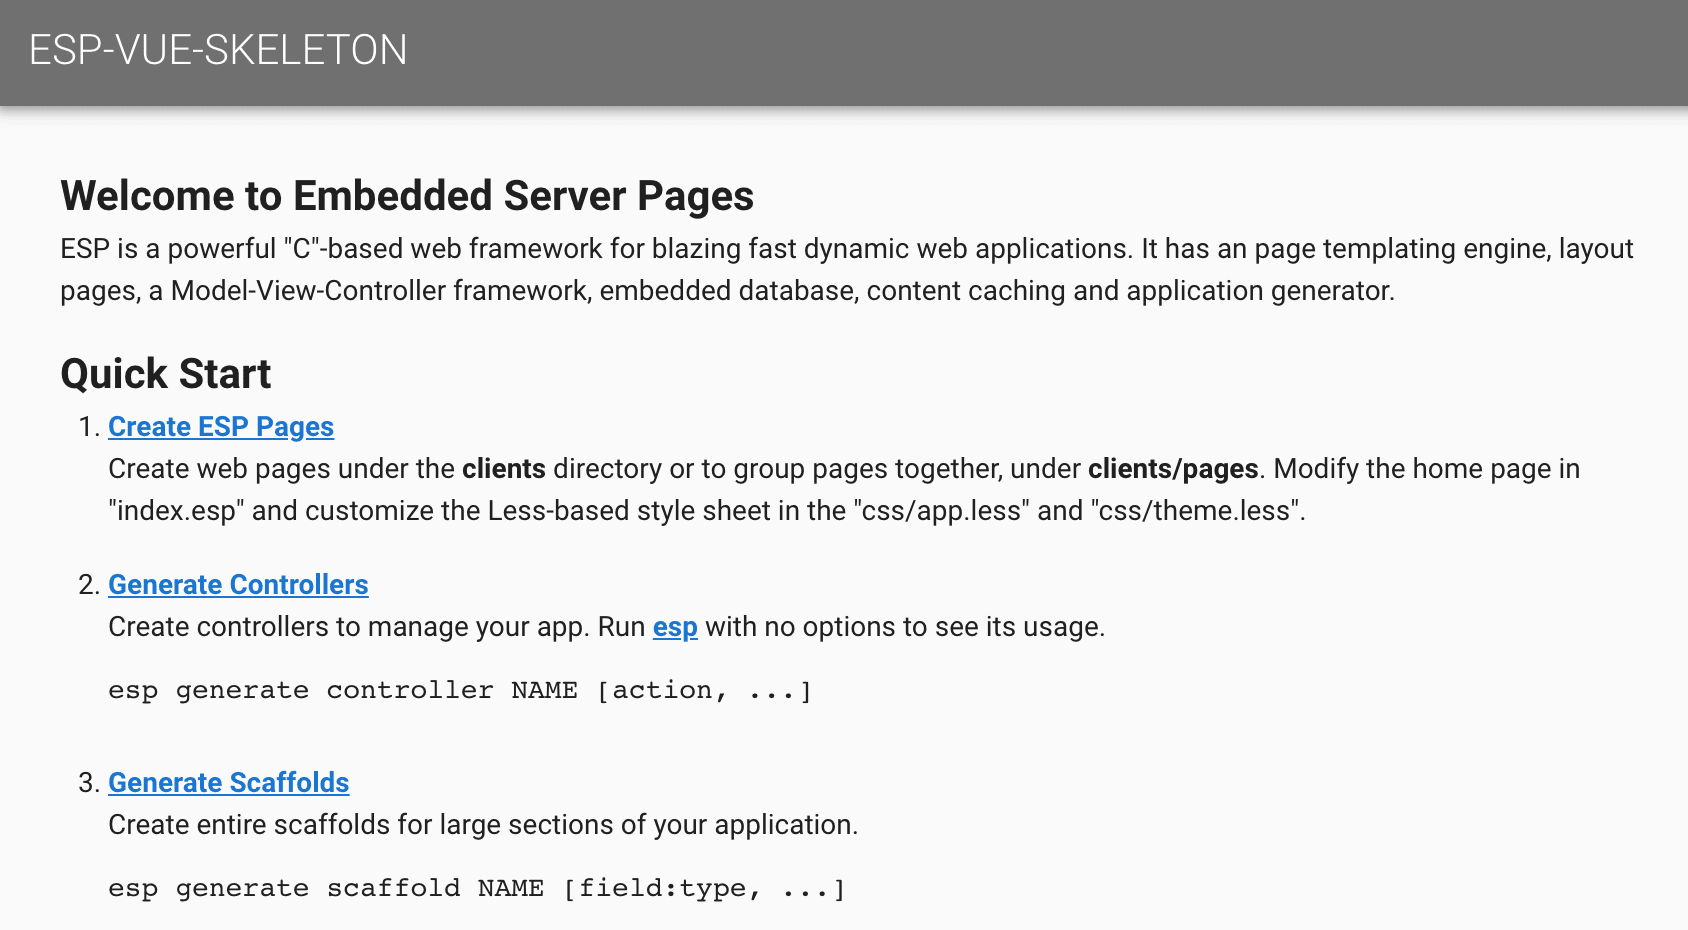 ESP-VUE-SKELETON
Welcome to Embedded Server Pages
ESP is a powerful "C"-based web framework for blazing fast dynamic web applications. It has an page templating engine, layout
pages, a Model-View-Controller framework, embedded database, content caching and application generator.
Quick Start
1. Create ESP Pages
Create web pages under the clients directory or to group pages together, under clients/pages. Modify the home page in
"index.esp" and customize the Less-based style sheet in the "css/app.less" and "css/theme.less".
2. Generate Controllers
Create controllers to manage your app. Run esp with no options to see its usage.
esp generate controller NAME [action, ...]
3. Generate Scaffolds
Create entire scaffolds for large sections of your application.
esp generate scaffold NAME [field:type, ...]